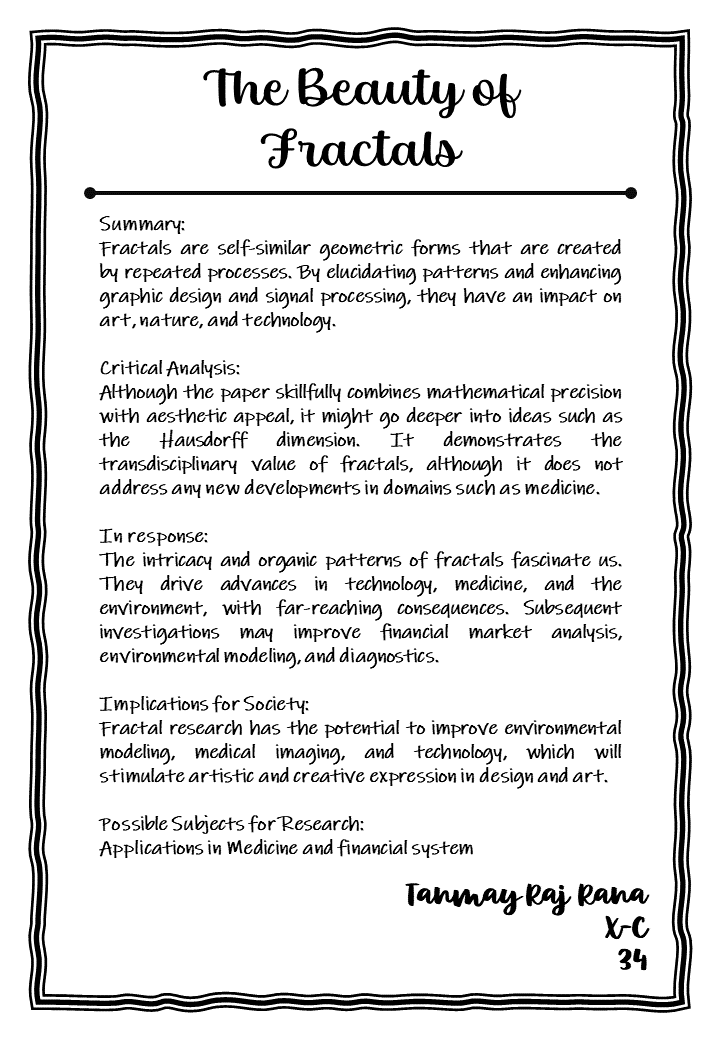 The Beauty of
Fractals
Summary:
Fractals are self-similar geometric forms that are created
by repeated processes. By elucidating patterns and enhancing
graphic design and signal processing, they have an impact on
art, nature, and technology.
Critical Analysis:
Although the paper skillfully combines mathematical precision
with aesthetic appeal, it might go deeper into ideas such as
the Hausdorff dimension. It demonstrates the
transdisciplinary value of fractals, although it does not
address any new developments in domains such as medicine.
In response:
The intricacy and organic patterns of fractals fascinate us.
They drive advances in technology, medicine, and the
environment, with far-reaching consequences. Subsequent
investigations may improve financial market analysis,
environmental modeling, and diagnostics.
Implications for Society:
Fractal research has the potential to improve environmental
modeling, medical imaging, and technology, which will
stimulate artistic and creative expression in design and art.
Possible Subjects for Research:
Applications in Medicine and financial system
Tanmay Raj Rana
X-C
34